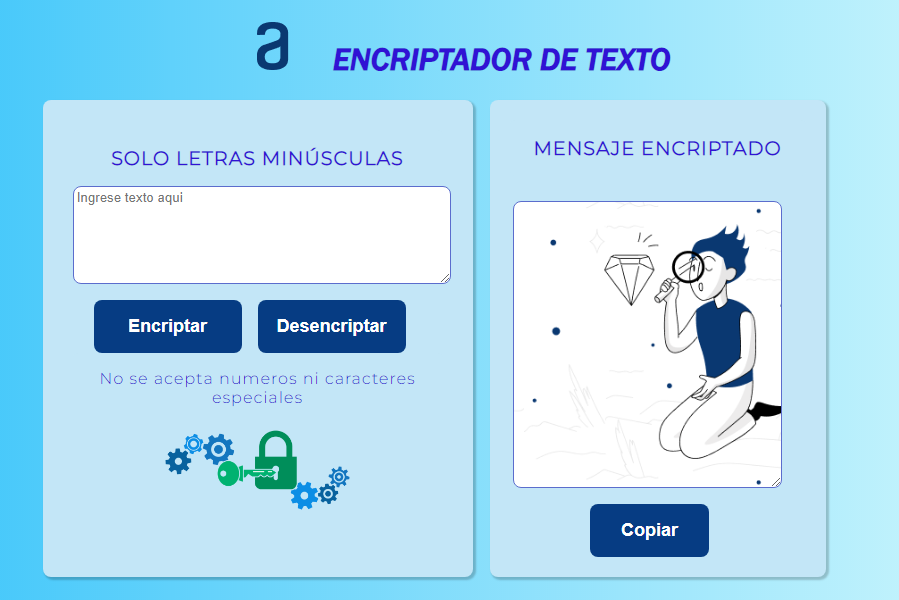 a
ENCRIPTADOR DE TEXTO
SOLO LETRAS MINÚSCULAS
Ingrese texto aqui
Encriptar
Desencriptar
No se acepta numeros ni caracteres
especiales
MENSAJE ENCRIPTADO
Copiar